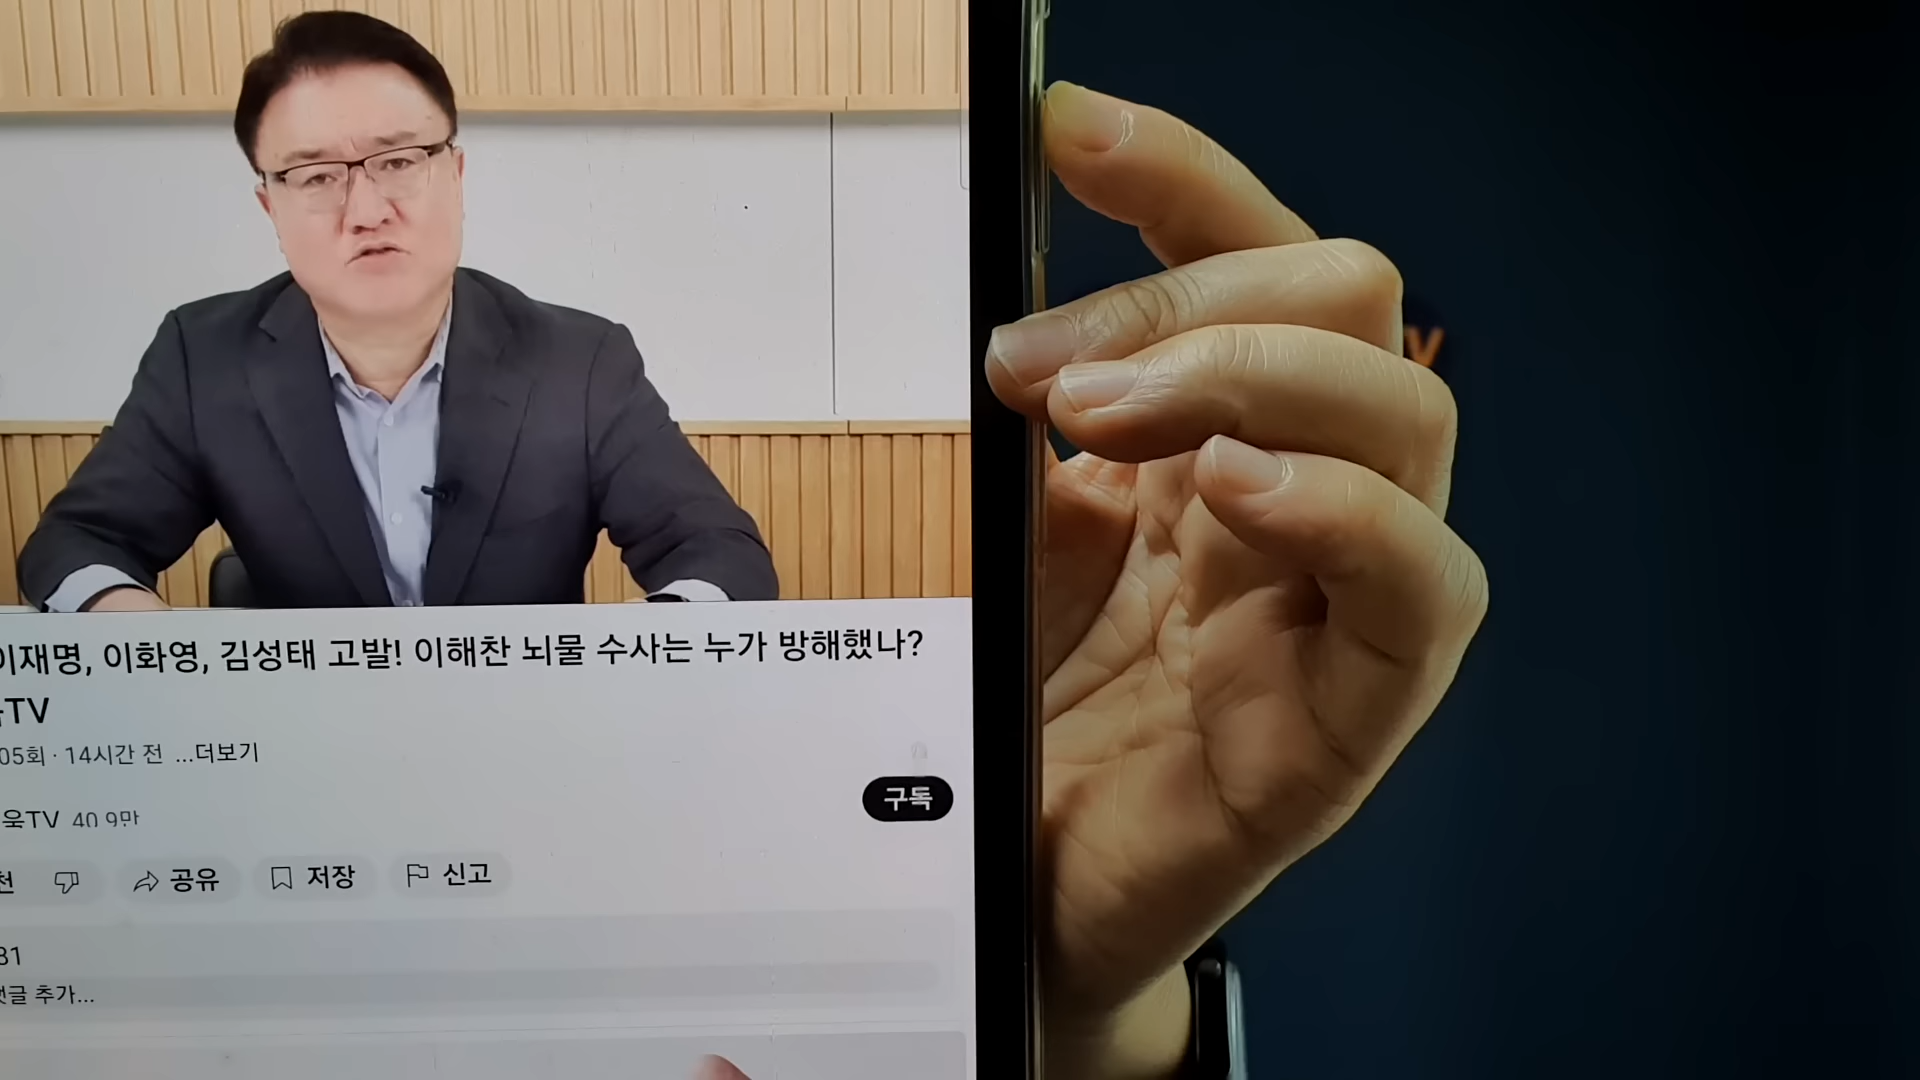 이재명, 이화영, 김성태 고발! 이해찬 뇌물 수사는 누가 방해했나?
TV
05회 · 14시간 전 ...더보기
구독
욱TV 40.9만
천 공유 저장 신고
81
댓글 추가...
V